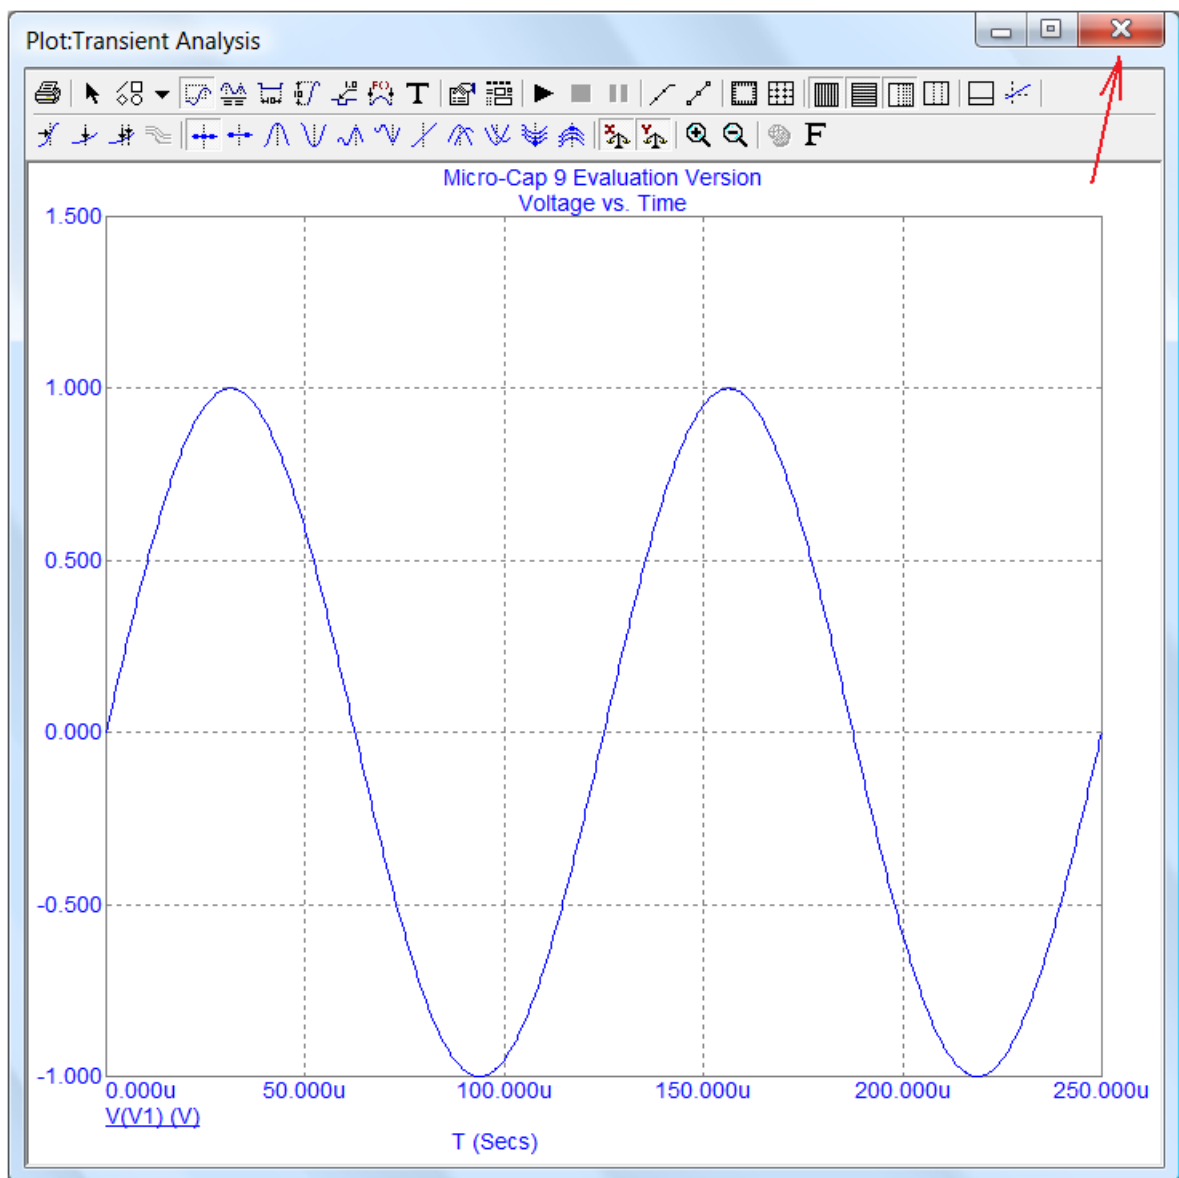 Plot:Transient Analysis
T
F
Micro-Cap 9 Evaluation Version
Voltage vs. Time
1.500
1.000
0.500
0.000
-0.500
-1.000
0.000u 50.000u 100.000u 150.000u 200.000u 250.000u
V(V1) (V)
T (Secs)